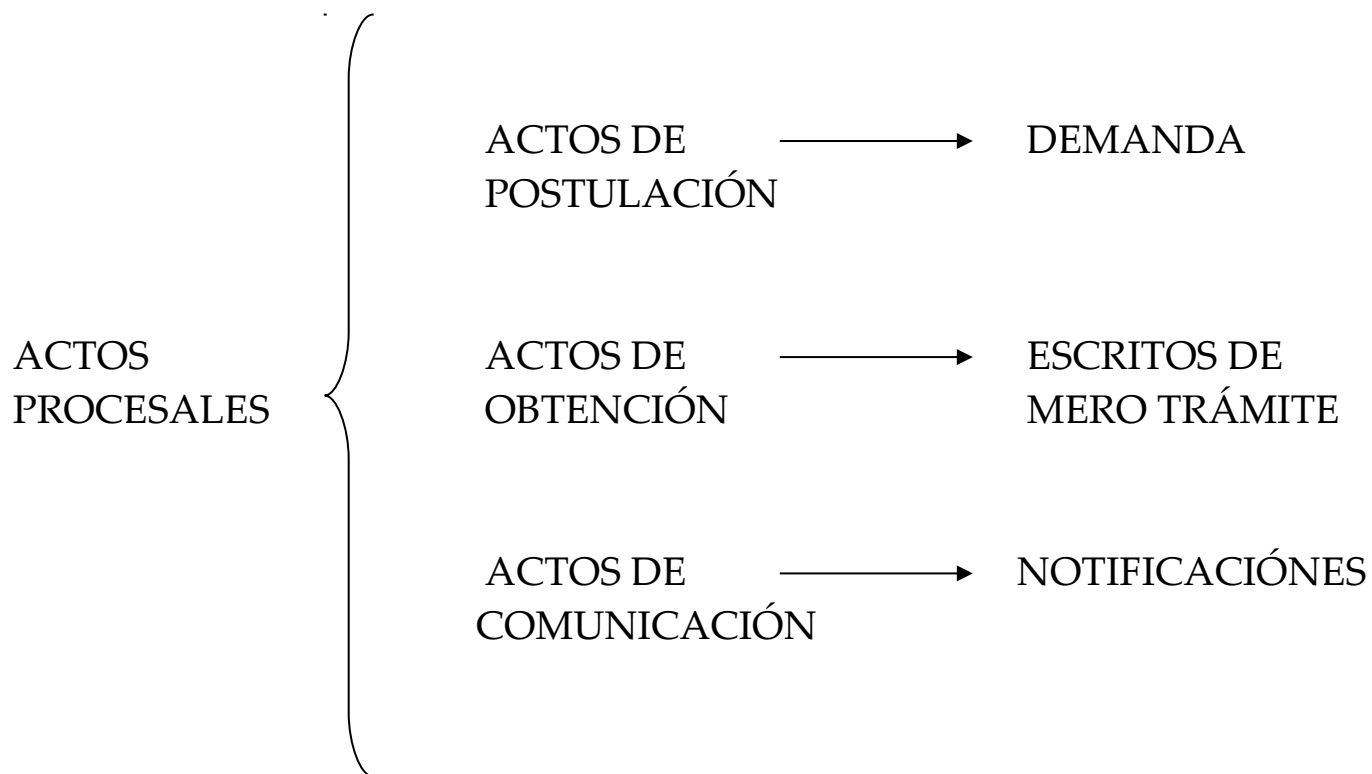 ACTOS DE
POSTULACIÓN
DEMANDA
ACTOS
PROCESALES
ACTOS DE
OBTENCIÓN
ESCRITOS DE
MERO TRÁMITE
ACTOS DE
COMUNICACIÓN
NOTIFICACIÓNES